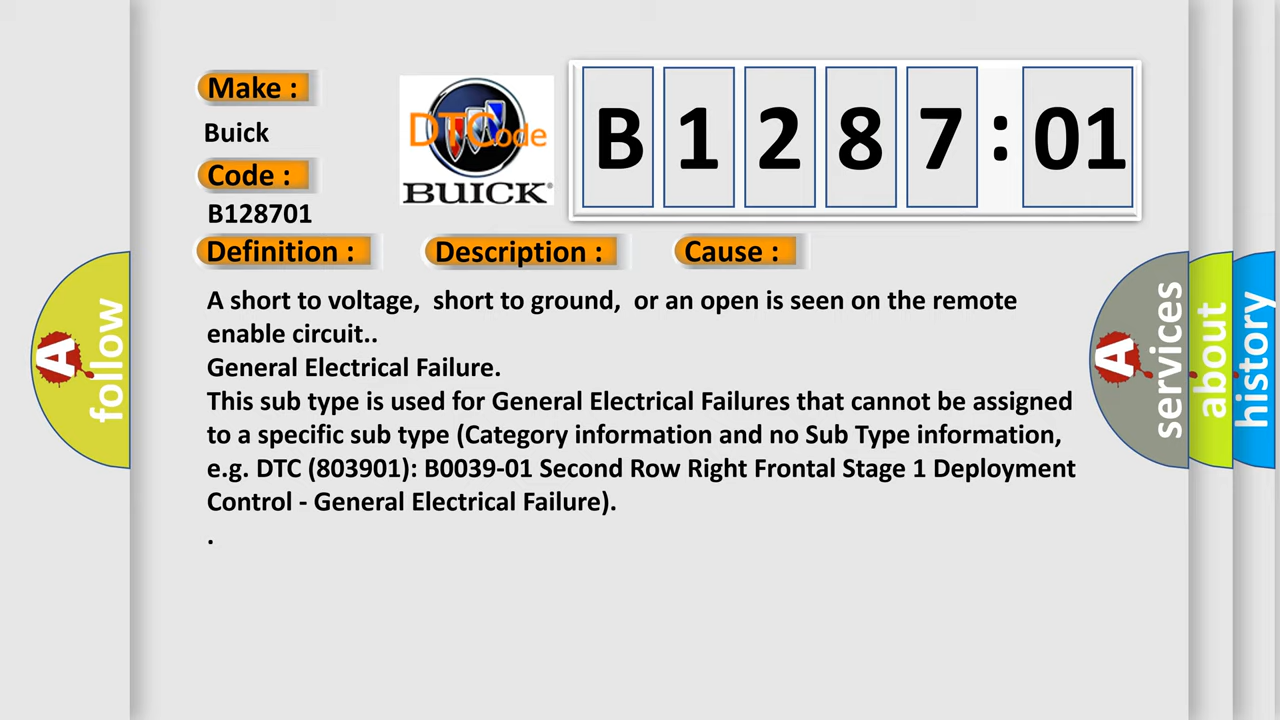 Make :
Buick
Code :
B128701
DTCode
BUICK®
B 1 2 8 7 : 01
Definition :
Description :
Cause :
A short to voltage,  short to ground,  or an open is seen on the remote
enable circuit..
General Electrical Failure.
This sub type is used for General Electrical Failures that cannot be assigned
to a specific sub type (Category information and no Sub Type information,
e.g. DTC (803901): B0039-01 Second Row Right Frontal Stage 1 Deployment
Control - General Electrical Failure).
.
A follow
A services
about
history